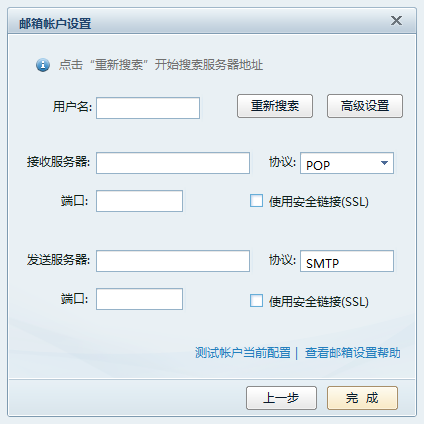 邮箱帐户设置
点击“重新搜索”开始搜索服务器地址
用户名: 重新搜索 高级设置
接收服务器: 协议: POP
端口: 使用安全链接(SSL)
发送服务器: 协议: SMTP
端口: 使用安全链接(SSL)
测试帐户当前配置 | 查看邮箱设置帮助
上一步 完 成